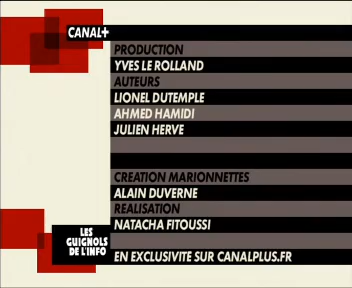 CANAL+
PRODUCTION
YVES LE ROLLAND
AUTEURS
LIONEL DUTEMPLE
AHMED HAMIDI
JULIEN HERVE
CREATION MARIONNETTES
ALAIN DUVERNE
REALISATION
NATACHA FITOUSSI
LES
GUIGNOLS
DE L'INFO
EN EXCLUSIVITE SUR CANALPLUS.FR